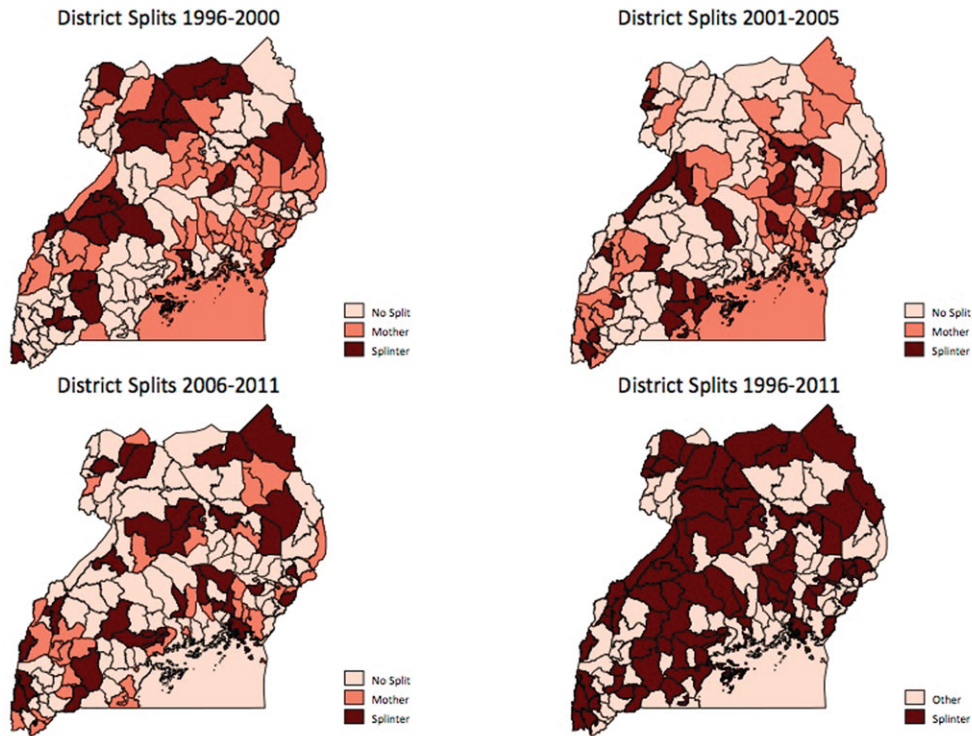 District Splits 1996-2000
No Split
Mother
Splinter
District Splits 2001-2005
No Split
Mother
Splinter
District Splits 2006-2011
No Split
Mother
Splinter
District Splits 1996-2011
Other
Splinter